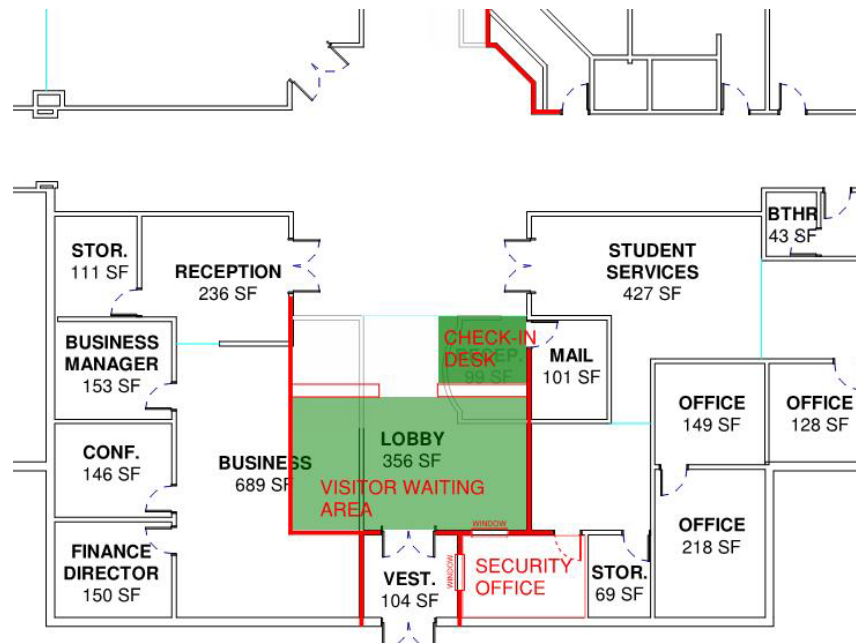 BTHR
43 SF
STOR.
111 SF
RECEPTION
236 SF
STUDENT
SERVICES
427 SF
BUSINESS
MANAGER
153 SF
CHECK-IN
DESK
RECEP.
99 SF
MAIL
101 SF
OFFICE
149 SF
OFFICE
128 SF
CONF.
146 SF
BUSINESS
689 SF
LOBBY
356 SF
VISITOR WAITING
AREA
WINDOW
OFFICE
218 SF
FINANCE
DIRECTOR
150 SF
VEST.
104 SF
WINDOW
SECURITY
OFFICE
STOR.
69 SF